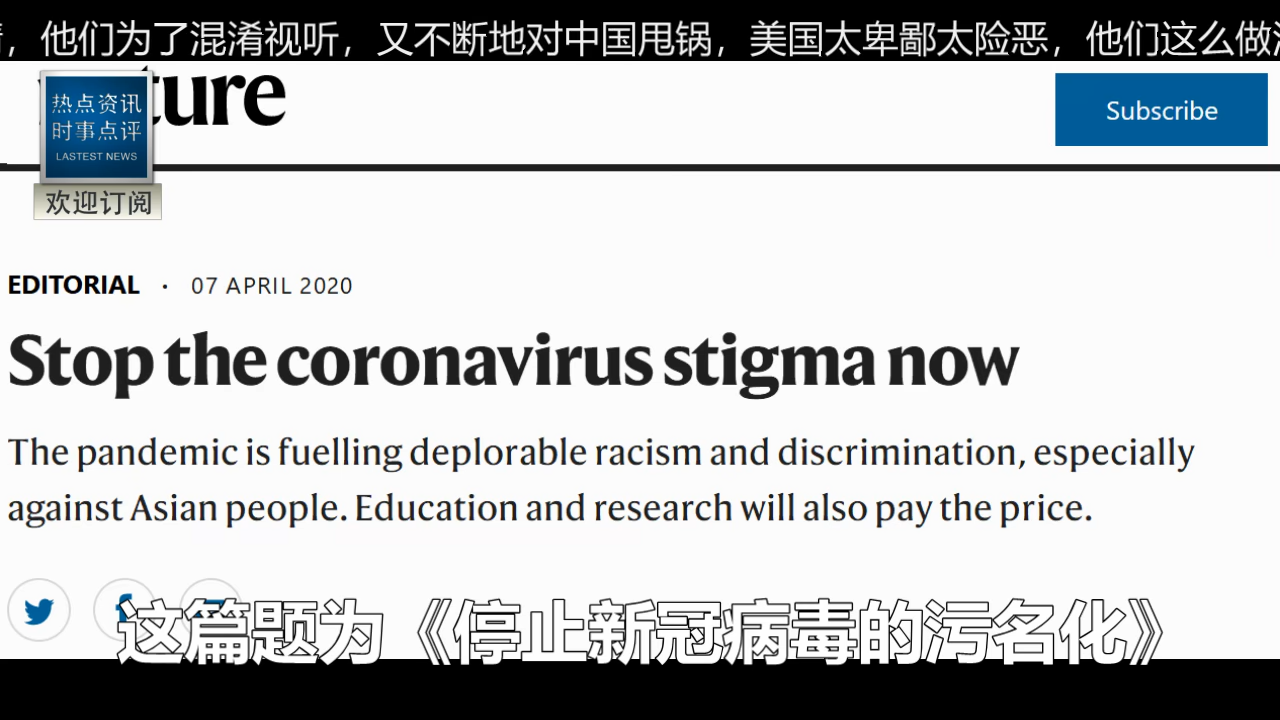 ，他们为了混淆视听，又不断地对中国甩锅，美国太卑鄙太险恶，他们这么做
ture
热点资讯
时事点评
LASTEST NEWS
欢迎订阅
Subscribe
EDITORIAL · 07 APRIL 2020
Stop the coronavirus stigma now
The pandemic is fuelling deplorable racism and discrimination, especially
against Asian people. Education and research will also pay the price.
这篇题为《停止新冠病毒的污名化》